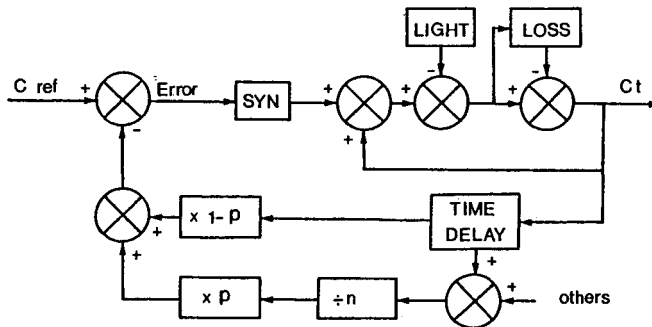 LIGHT
LOSS
C ref
+
Error
SYN
+
+
−
+
−
Ct
−
+
× 1-p
+
TIME
DELAY
+
+
× p
÷n
+
others